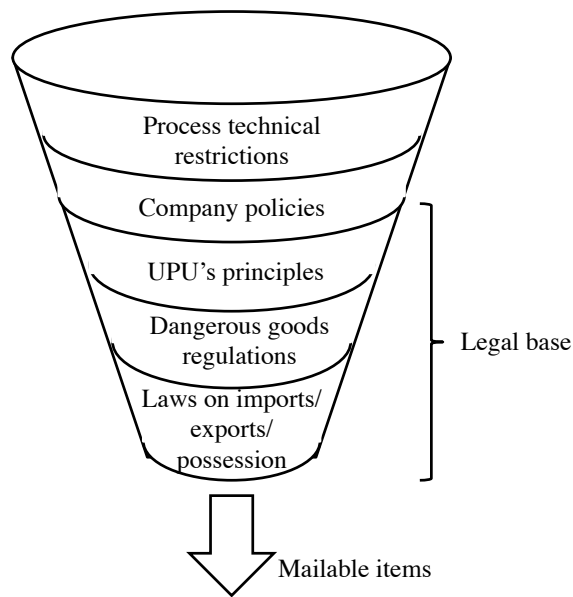 Process technical
restrictions
Company policies
UPU's principles
Dangerous goods
regulations
Legal base
Laws on imports/
exports/
possession
Mailable items